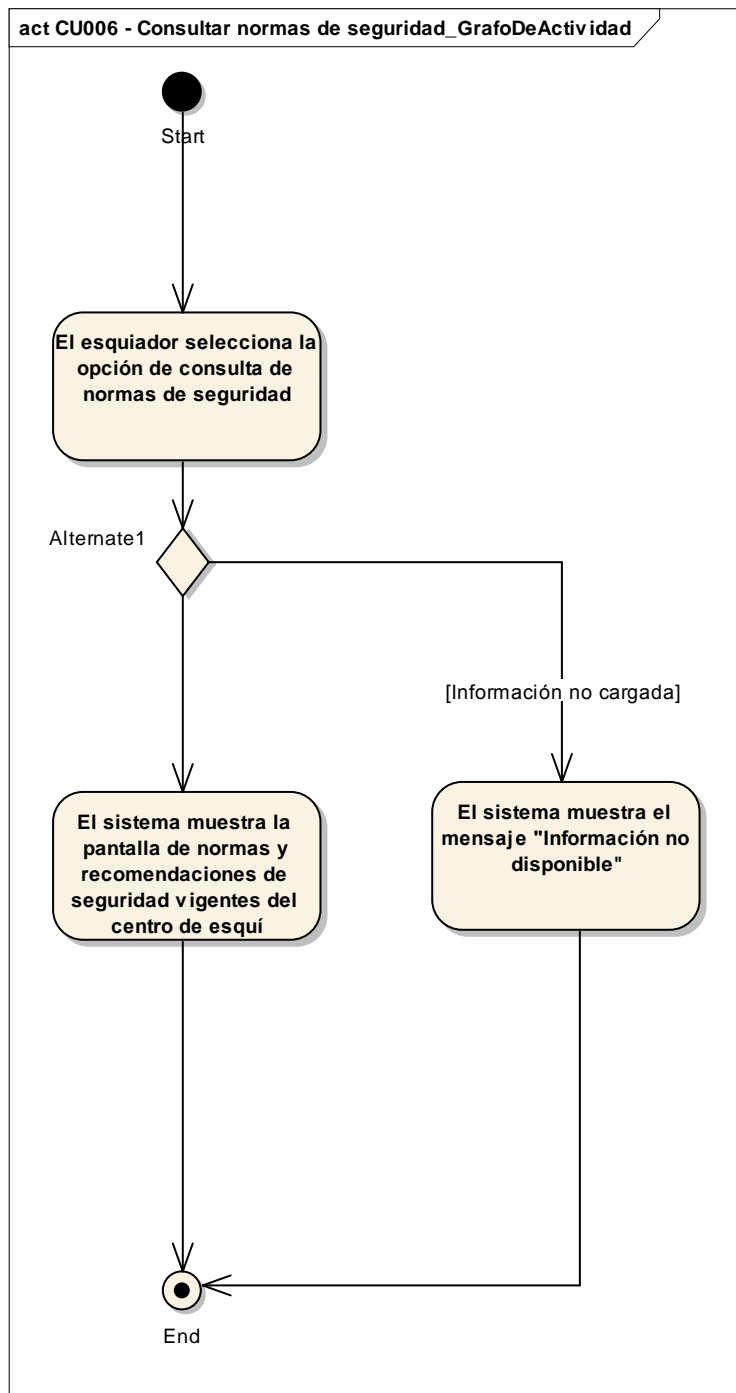 act CU006 - Consultar normas de seguridad_GrafoDeActividad
Start
El esquiador selecciona la
opción de consulta de
normas de seguridad
Alternate1
[Información no cargada]
El sistema muestra la
pantalla de normas y
recomendaciones de
seguridad vigentes del
centro de esquí
El sistema muestra el
mensaje "Información no
disponible"
End